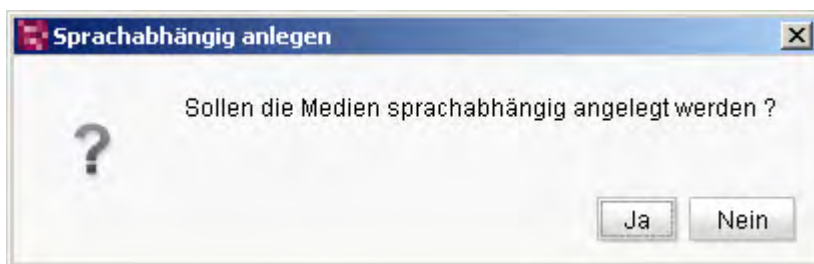 Sprachabhängig anlegen
Sollen die Medien sprachabhängig angelegt werden ?
?
Ja Nein